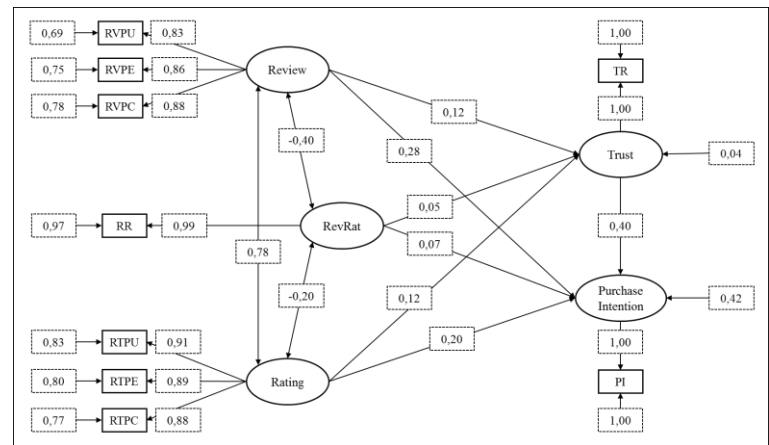 0,69 RVPU 0,83
0,75 RVPE 0,86
0,78 RVPC 0,88
Review
1,00
TR
1,00
0,12
-0,40
0,28
Trust
0,04
0,97 RR 0,99
RevRat
0,05
0,78
0,07
0,40
-0,20
0,12
Purchase
Intention
0,42
0,83 RTPU 0,91
0,80 RTPE 0,89
0,77 RTPC 0,88
Rating
0,20
1,00
PI
1,00